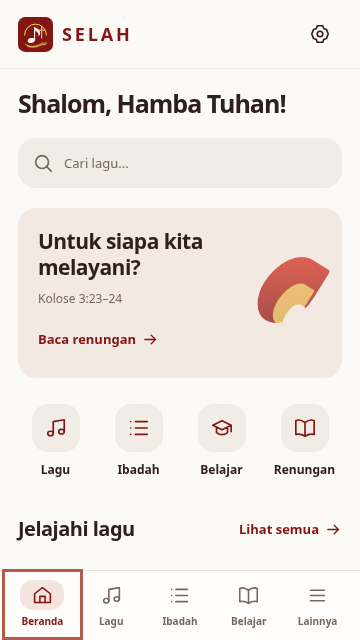 SELAH
Shalom, Hamba Tuhan!
Cari lagu...
Untuk siapa kita
melayani?
Kolose 3:23–24
Baca renungan →
Lagu
Ibadah
Belajar
Renungan
Jelajahi lagu
Lihat semua →
Beranda
Lagu
Ibadah
Belajar
Lainnya